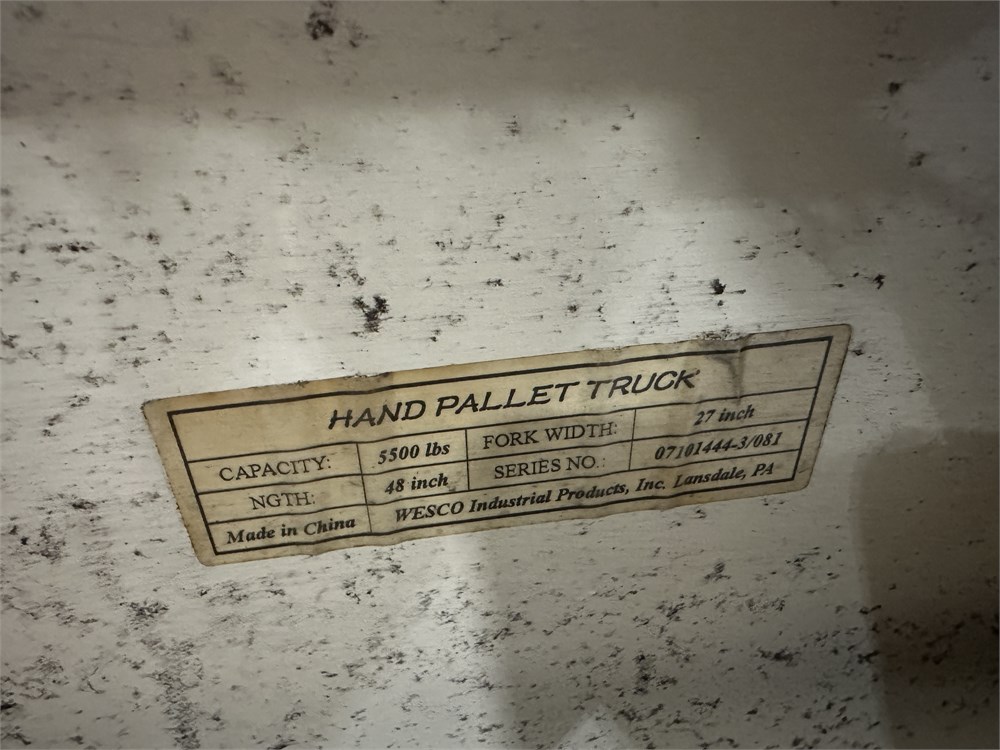 HAND PALLET TRUCK
CAPACITY: 5500 lbs FORK WIDTH: 27 inch
NGTH: 48 inch SERIES NO.: 07101444-3/081
Made in China WESCO Industrial Products, Inc. Lansdale, PA